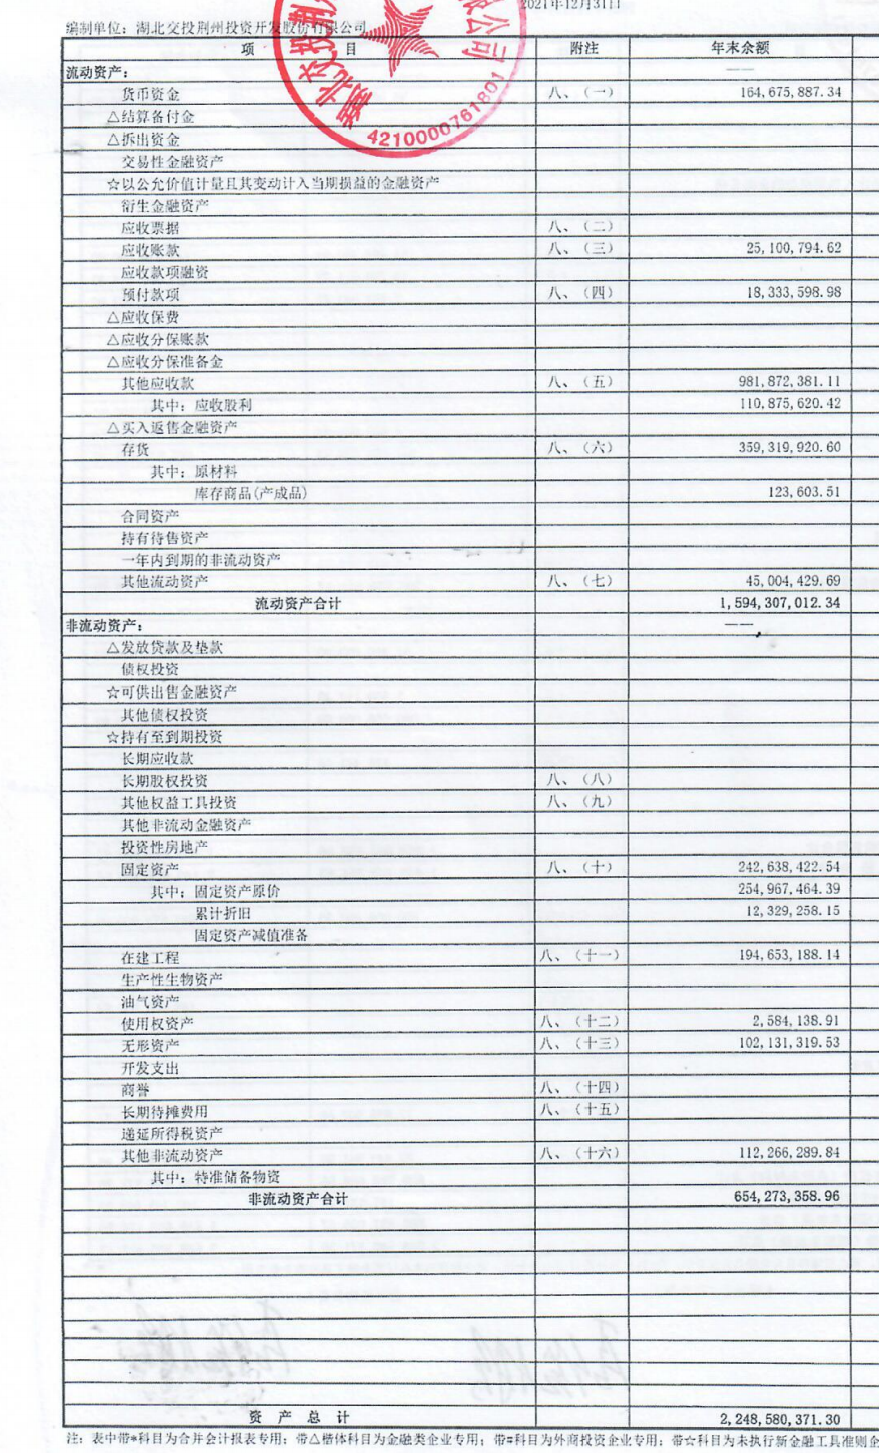 2021年12月31日
编制单位：湖北交投荆州投资开发股份有限公司
4210000761801
项 目 附注 年末余额
流动资产： ——
货币资金 八、（一） 164,675,887.34
△结算备付金
△拆出资金
交易性金融资产
☆以公允价值计量且其变动计入当期损益的金融资产
衍生金融资产
应收票据 八、（二）
应收账款 八、（三） 25,100,794.62
应收款项融资
预付款项 八、（四） 18,333,598.98
△应收保费
△应收分保账款
△应收分保准备金
其他应收款 八、（五） 981,872,381.11
其中：应收股利 110,875,620.42
△买入返售金融资产
存货 八、（六） 359,319,920.60
其中：原材料
库存商品(产成品) 123,603.51
合同资产
持有待售资产
一年内到期的非流动资产
其他流动资产 八、（七） 45,004,429.69
流动资产合计 1,594,307,012.34
非流动资产： ——
△发放贷款及垫款
债权投资
☆可供出售金融资产
其他债权投资
☆持有至到期投资
长期应收款
长期股权投资 八、（八）
其他权益工具投资 八、（九）
其他非流动金融资产
投资性房地产
固定资产 八、（十） 242,638,422.54
其中：固定资产原价 254,967,464.39
累计折旧 12,329,258.15
固定资产减值准备
在建工程 八、（十一） 194,653,188.14
生产性生物资产
油气资产
使用权资产 八、（十二） 2,584,138.91
无形资产 八、（十三） 102,131,319.53
开发支出
商誉 八、（十四）
长期待摊费用 八、（十五）
递延所得税资产
其他非流动资产 八、（十六） 112,266,289.84
其中：特准储备物资
非流动资产合计 654,273,358.96
资 产 总 计 2,248,580,371.30
注：表中带*科目为合并会计报表专用；带△楷体科目为金融类企业专用；带#科目为外商投资企业专用；带☆科目为未执行新金融工具准则企